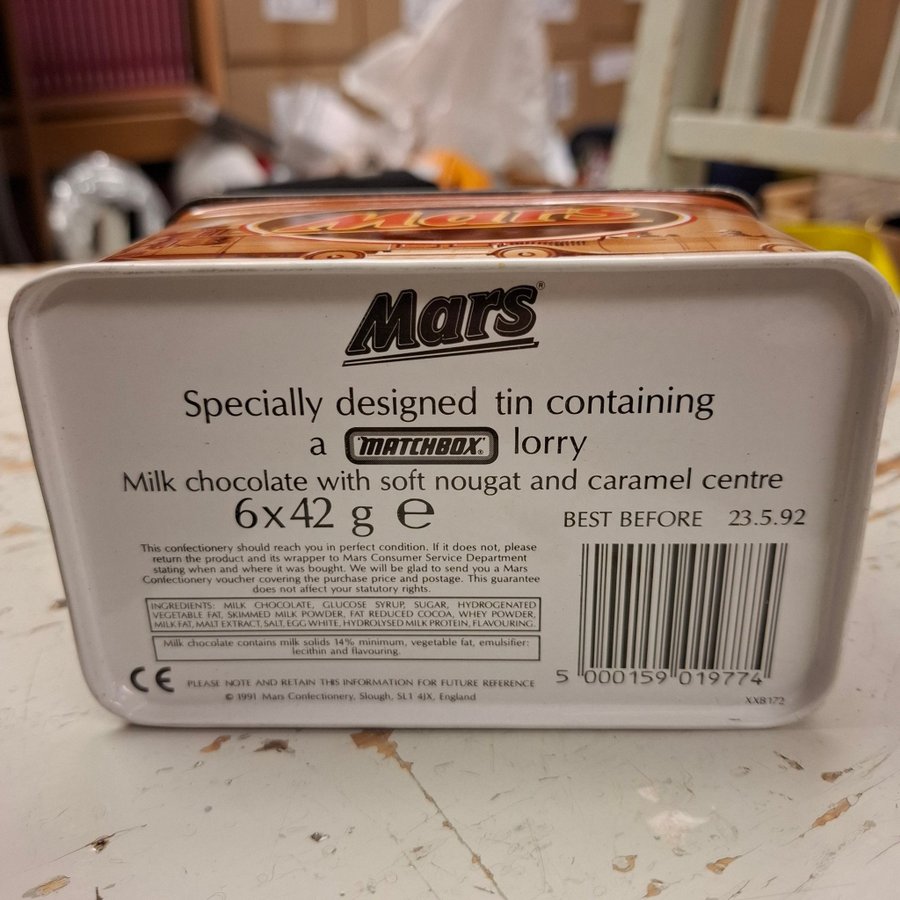 Mars
Mars®
Specially designed tin containing
a MATCHBOX® lorry
Milk chocolate with soft nougat and caramel centre
6x42 g ℮
BEST BEFORE 23.5.92
This confectionery should reach you in perfect condition. If it does not, please
return the product and its wrapper to Mars Consumer Service Department
stating when and where it was bought. We will be glad to send you a Mars
Confectionery voucher covering the purchase price and postage. This guarantee
does not affect your statutory rights.
INGREDIENTS: MILK CHOCOLATE, GLUCOSE SYRUP, SUGAR, HYDROGENATED
VEGETABLE FAT, SKIMMED MILK POWDER, FAT REDUCED COCOA, WHEY POWDER,
MILK FAT, MALT EXTRACT, SALT, EGG WHITE, HYDROLYSED MILK PROTEIN, FLAVOURING.
Milk chocolate contains milk solids 14% minimum, vegetable fat, emulsifier:
lecithin and flavouring.
CE PLEASE NOTE AND RETAIN THIS INFORMATION FOR FUTURE REFERENCE
© 1991 Mars Confectionery, Slough, SL1 4JX, England
5 000159 019774
XXB172